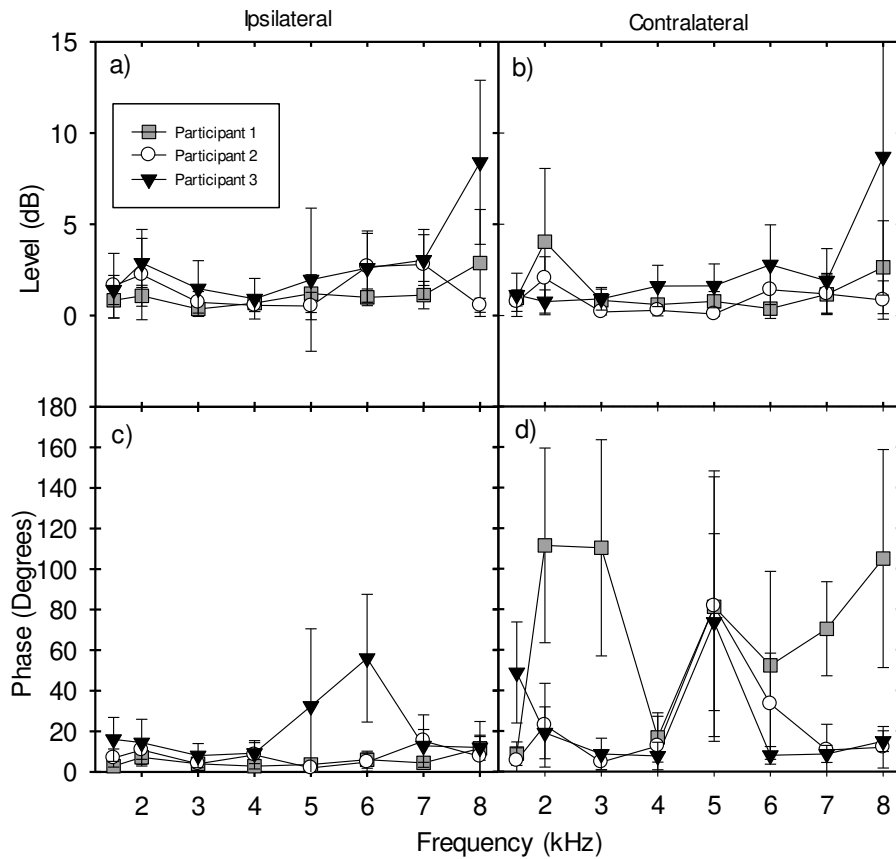 Ipsilateral
Contralateral
15
10
5
0
Level (dB)
a)
b)
Participant 1
Participant 2
Participant 3
180
160
140
120
100
80
60
40
20
0
Phase (Degrees)
c)
d)
2 3 4 5 6 7 8
2 3 4 5 6 7 8
Frequency (kHz)